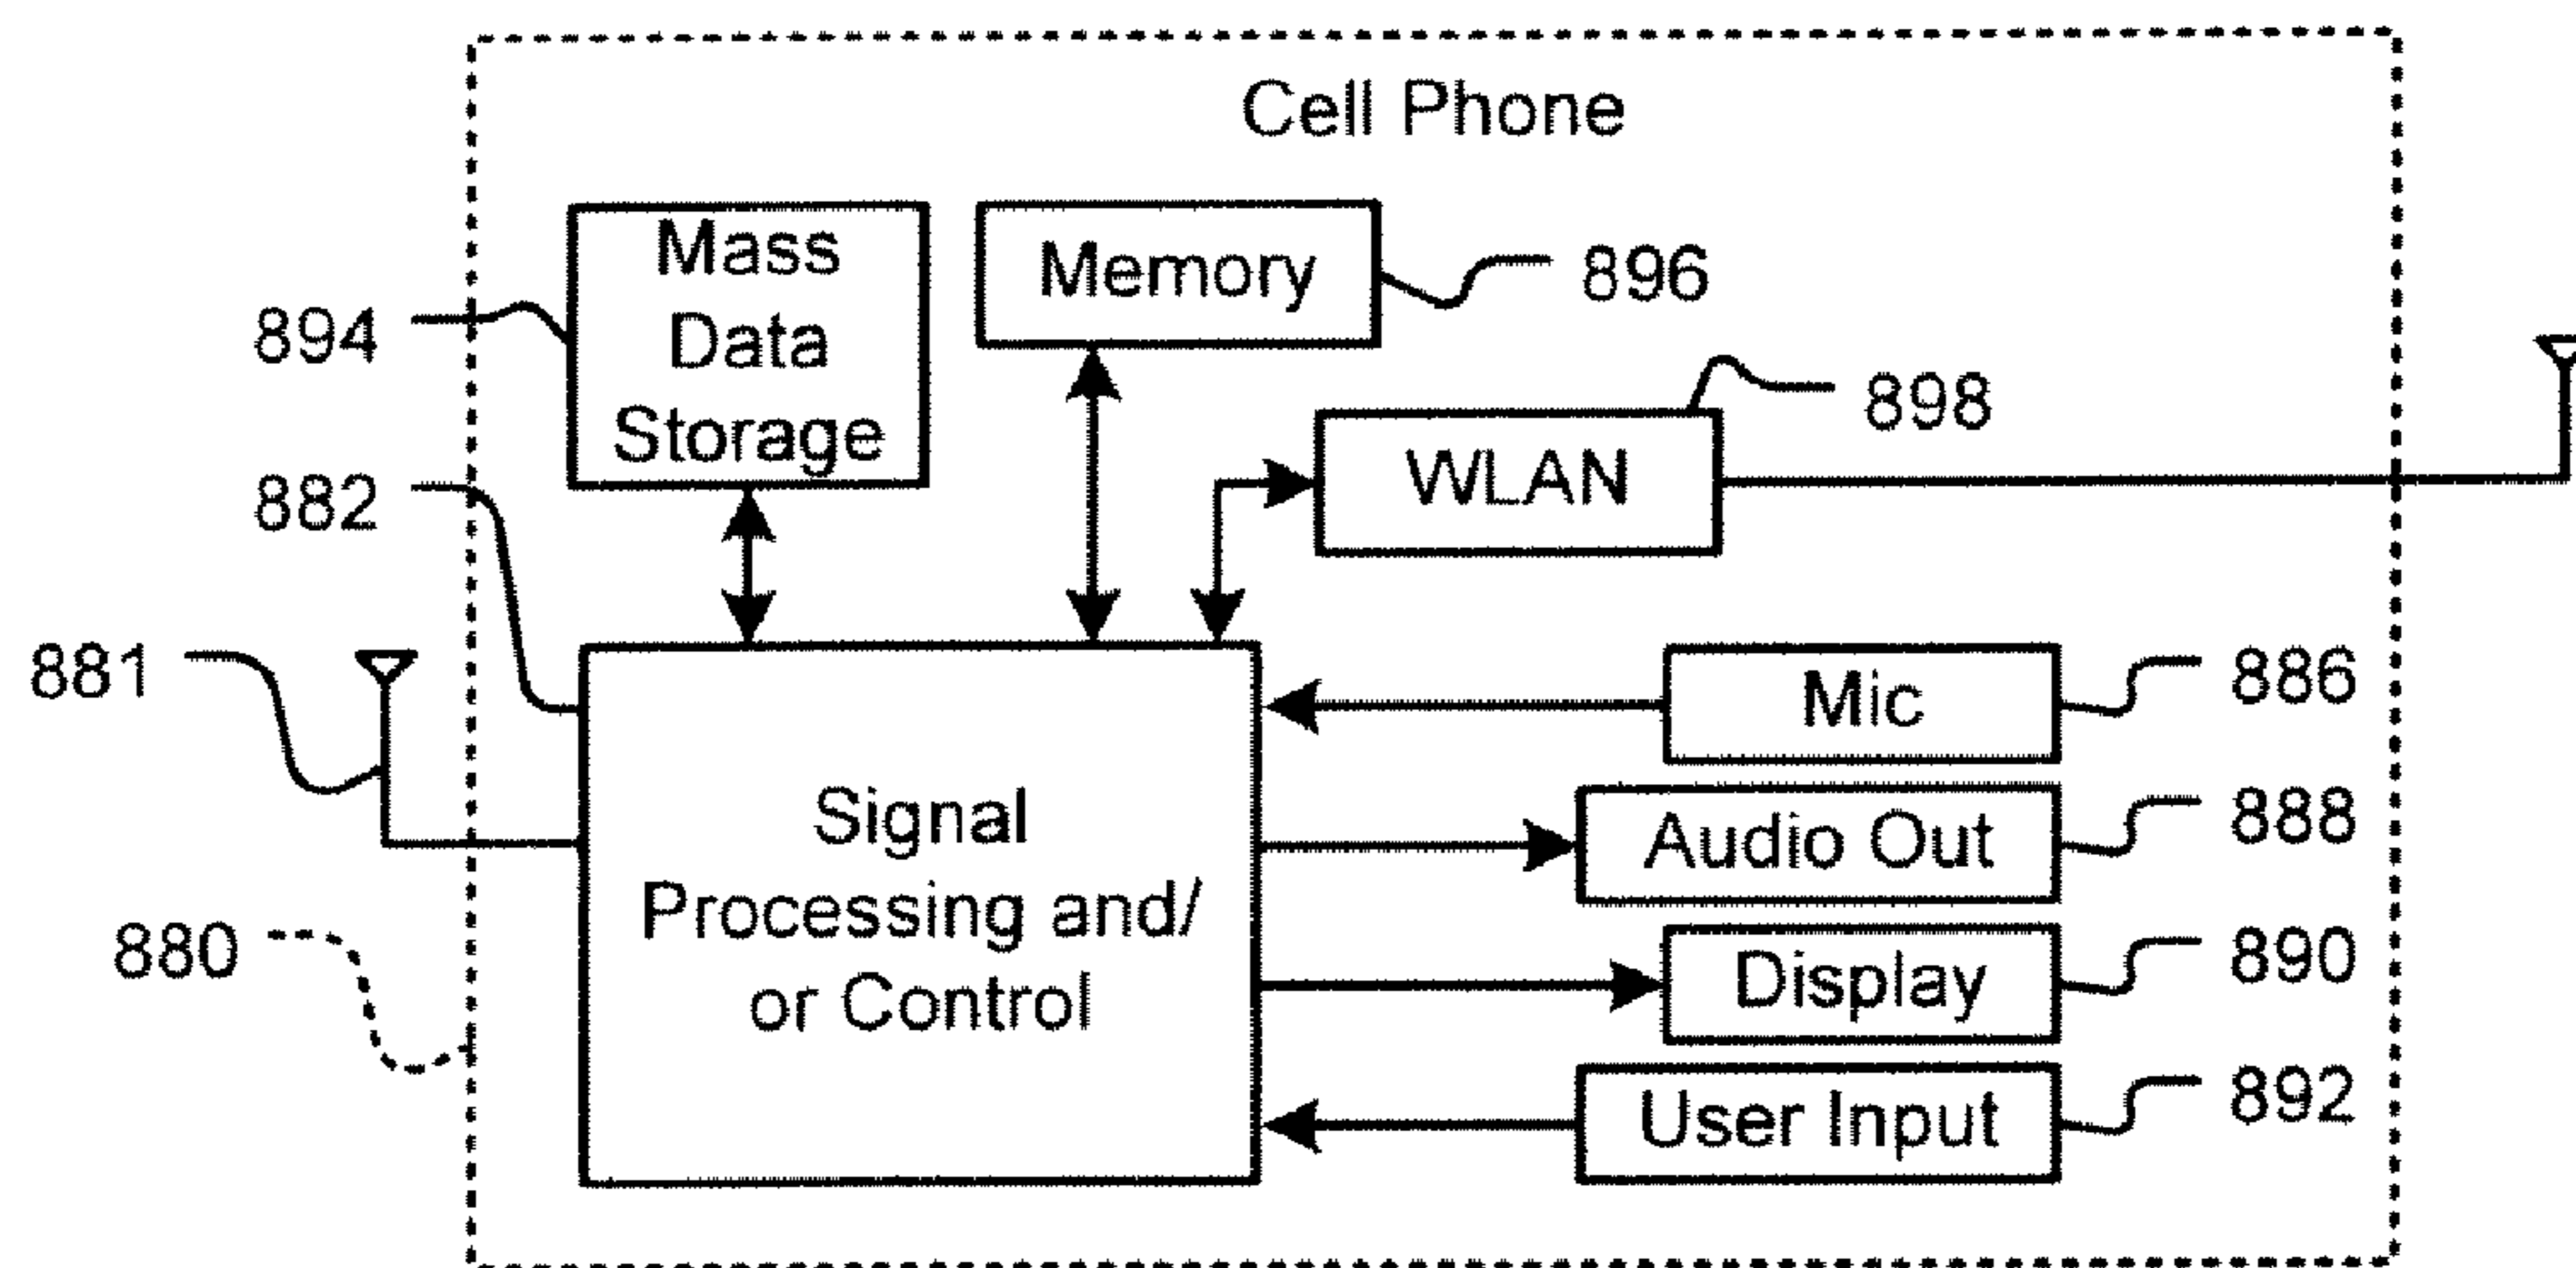 Cell Phone
Mass
Data
Storage
894
Memory
896
WLAN
898
882
881
880
Signal
Processing and/
or Control
Mic
886
Audio Out
888
Display
890
User Input
892